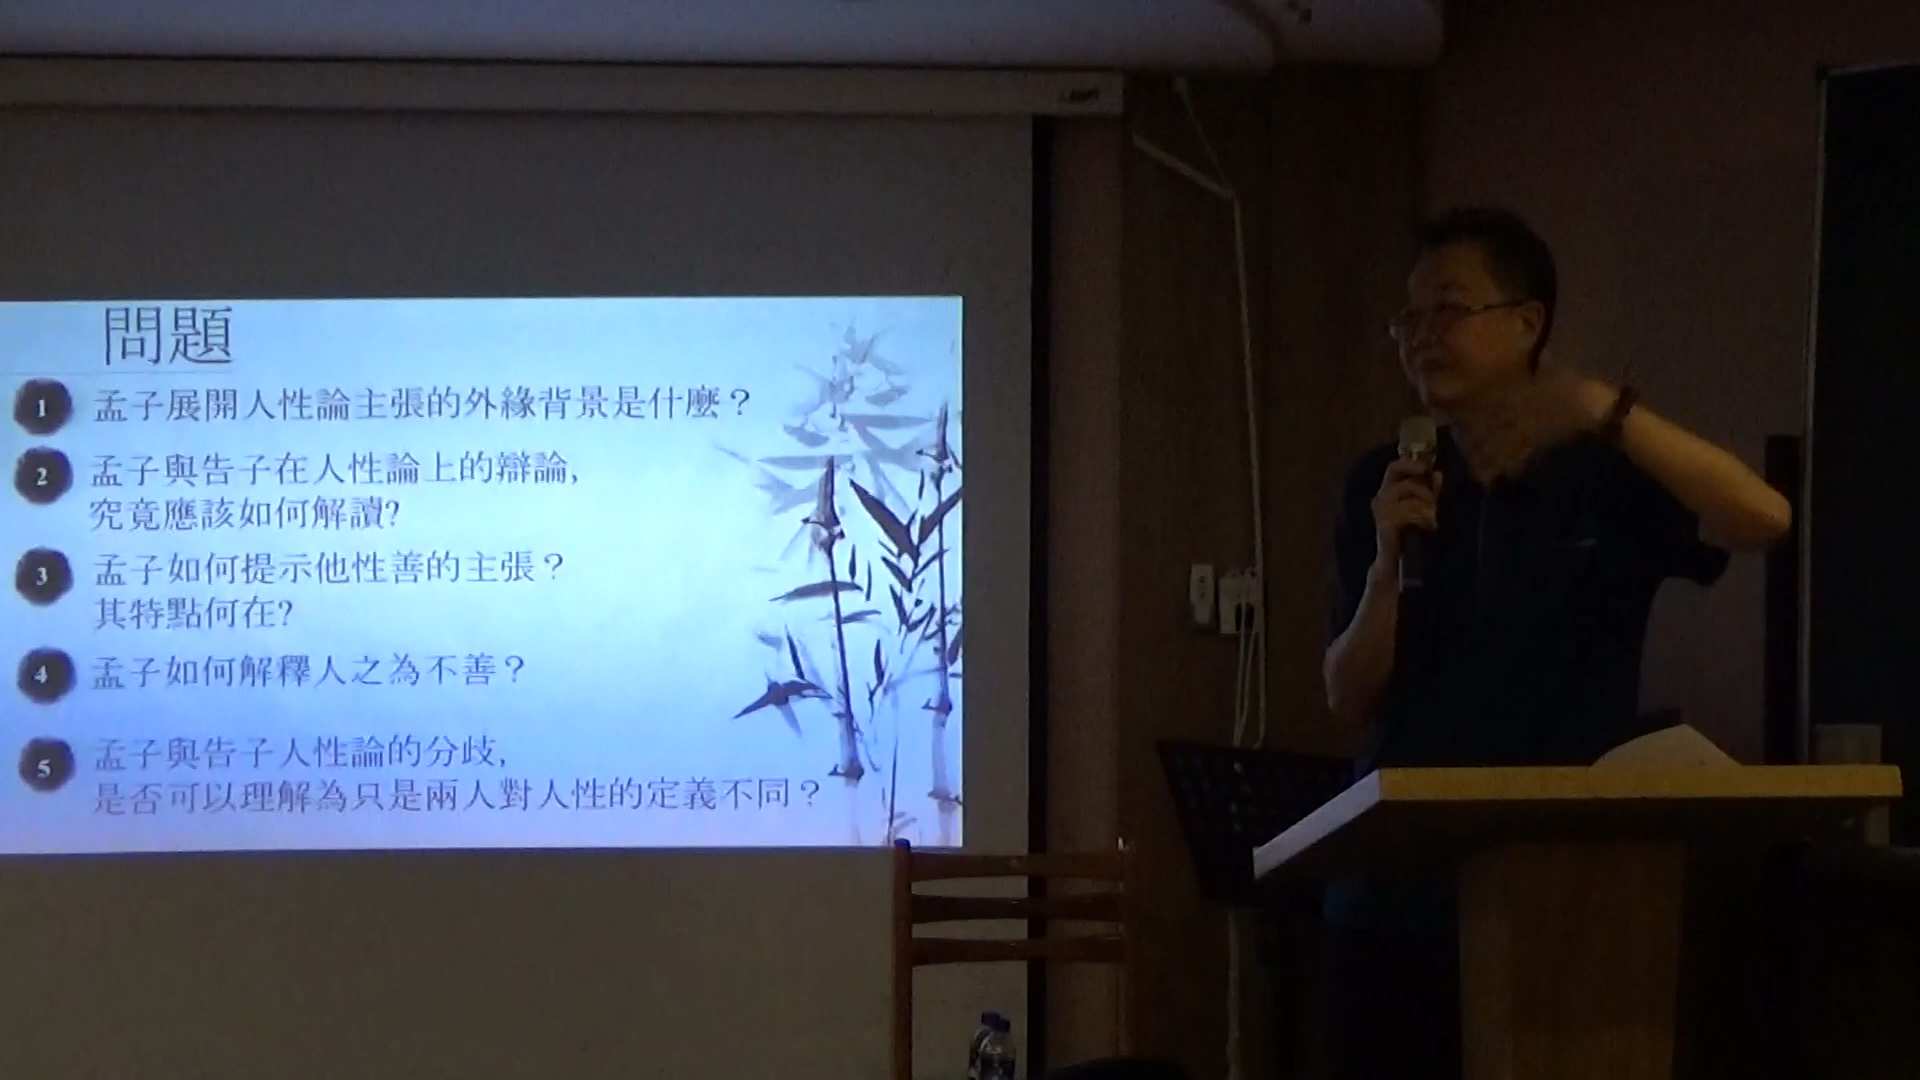 問題
1 孟子展開人性論主張的外緣背景是什麼？
2 孟子與告子在人性論上的辯論,
究竟應該如何解讀?
3 孟子如何提示他性善的主張？
其特點何在?
4 孟子如何解釋人之為不善？
5 孟子與告子人性論的分歧,
是否可以理解為只是兩人對人性的定義不同？